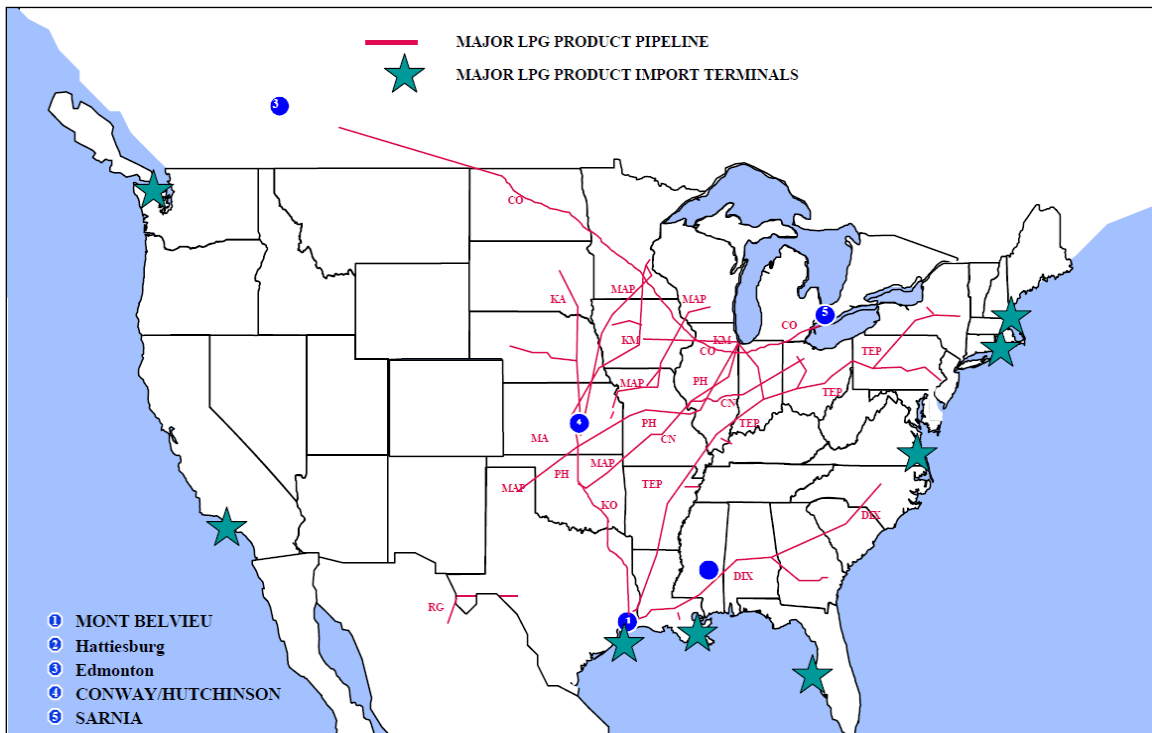 MAJOR LPG PRODUCT PIPELINE
MAJOR LPG PRODUCT IMPORT TERMINALS
3
CO
KA
MAP
MAP
5
CO
KM
KM
CO
TEP
MAP
PH
TEP
CN
4
PH
TEP
MA
CN
MAP
PH
MAP
TEP
KO
DIX
DIX
RG
1
1 MONT BELVIEU
2 Hattiesburg
3 Edmonton
4 CONWAY/HUTCHINSON
5 SARNIA